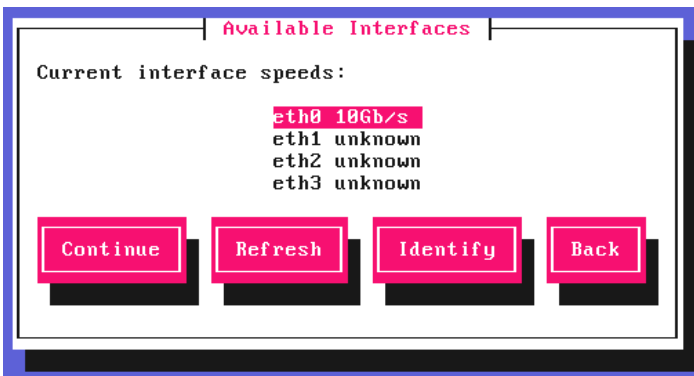 Available Interfaces
Current interface speeds:
eth0 10Gb/s
eth1 unknown
eth2 unknown
eth3 unknown
Continue Refresh Identify Back